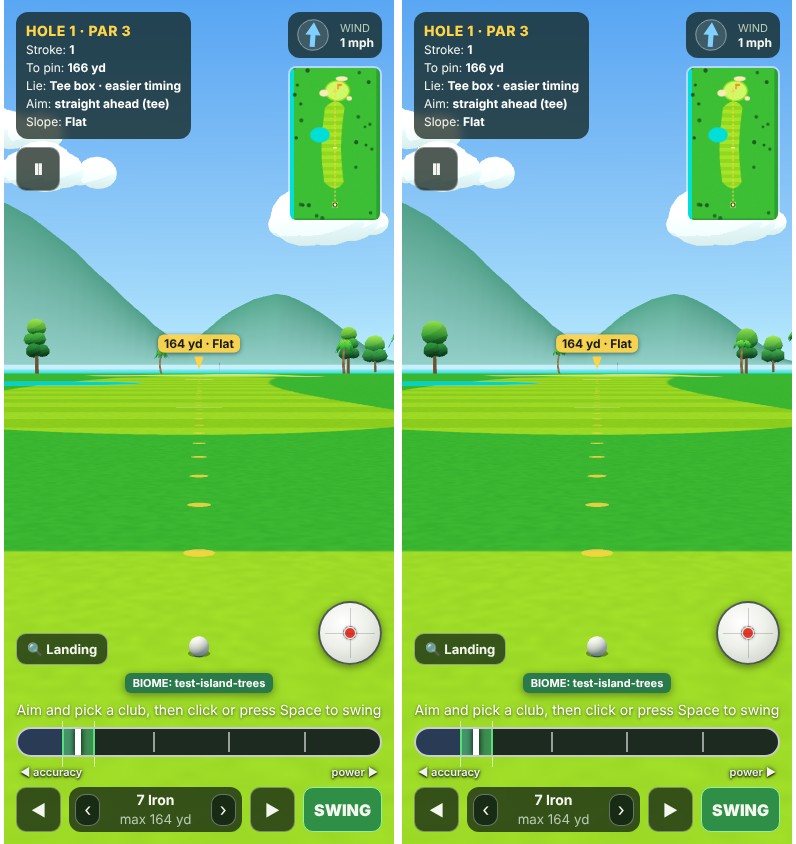 HOLE 1 · PAR 3
Stroke: 1
To pin: 166 yd
Lie: Tee box · easier timing
Aim: straight ahead (tee)
Slope: Flat
WIND
1 mph
164 yd · Flat
🔍 Landing
BIOME: test-island-trees
Aim and pick a club, then click or press Space to swing
◀ accuracy
power ▶
◀
‹
7 Iron
max 164 yd
›
▶
SWING
HOLE 1 · PAR 3
Stroke: 1
To pin: 166 yd
Lie: Tee box · easier timing
Aim: straight ahead (tee)
Slope: Flat
WIND
1 mph
164 yd · Flat
🔍 Landing
BIOME: test-island-trees
Aim and pick a club, then click or press Space to swing
◀ accuracy
power ▶
◀
‹
7 Iron
max 164 yd
›
▶
SWING